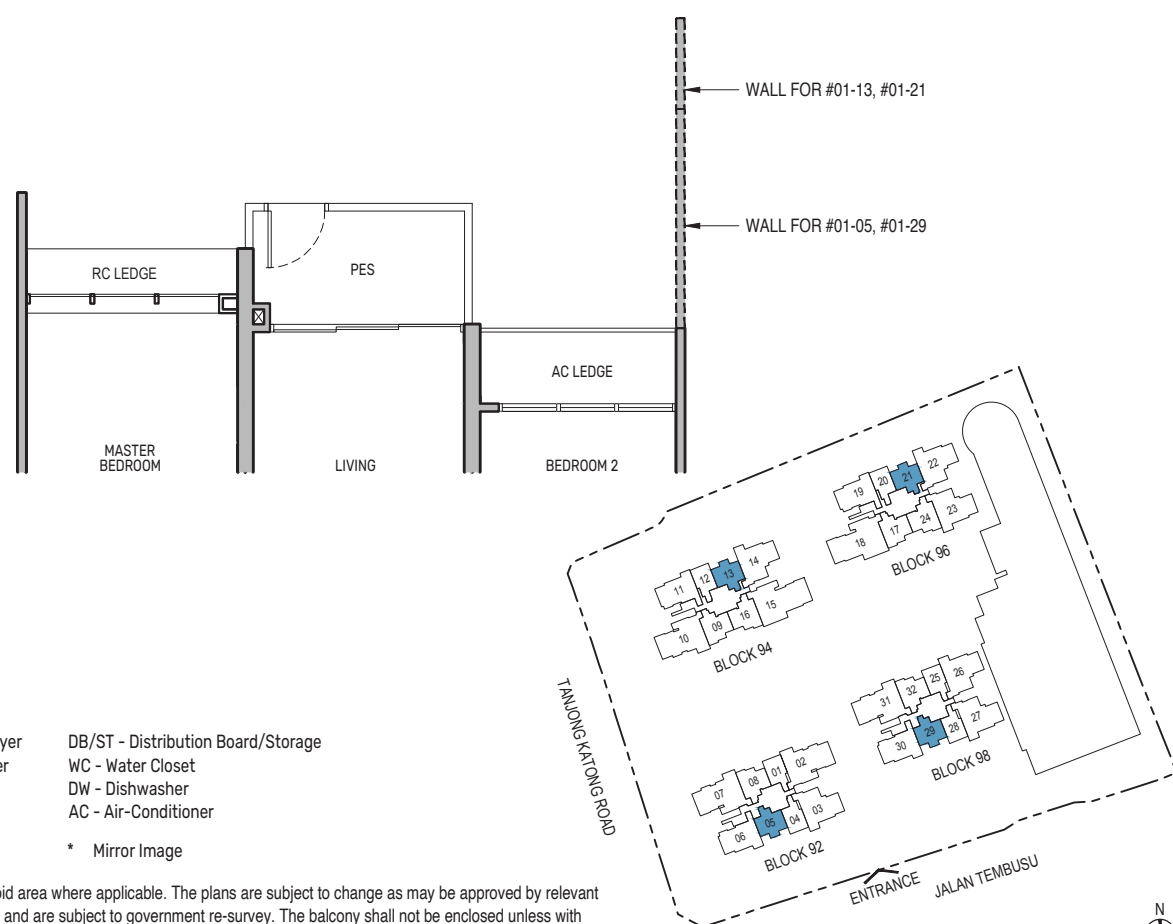 WALL FOR #01-13, #01-21
WALL FOR #01-05, #01-29
RC LEDGE
PES
AC LEDGE
MASTER
BEDROOM
LIVING
BEDROOM 2
22
21
20
19
23
24
17
18
BLOCK 96
14
13
12
11
15
16
09
10
BLOCK 94
26
25
32
31
27
28
29
30
BLOCK 98
02
01
08
07
03
04
05
06
BLOCK 92
TANJONG KATONG ROAD
ENTRANCE
JALAN TEMBUSU
N
yer DB/ST - Distribution Board/Storage
er WC - Water Closet
DW - Dishwasher
AC - Air-Conditioner
* Mirror Image
oid area where applicable. The plans are subject to change as may be approved by relevant
and are subject to government re-survey. The balcony shall not be enclosed unless with